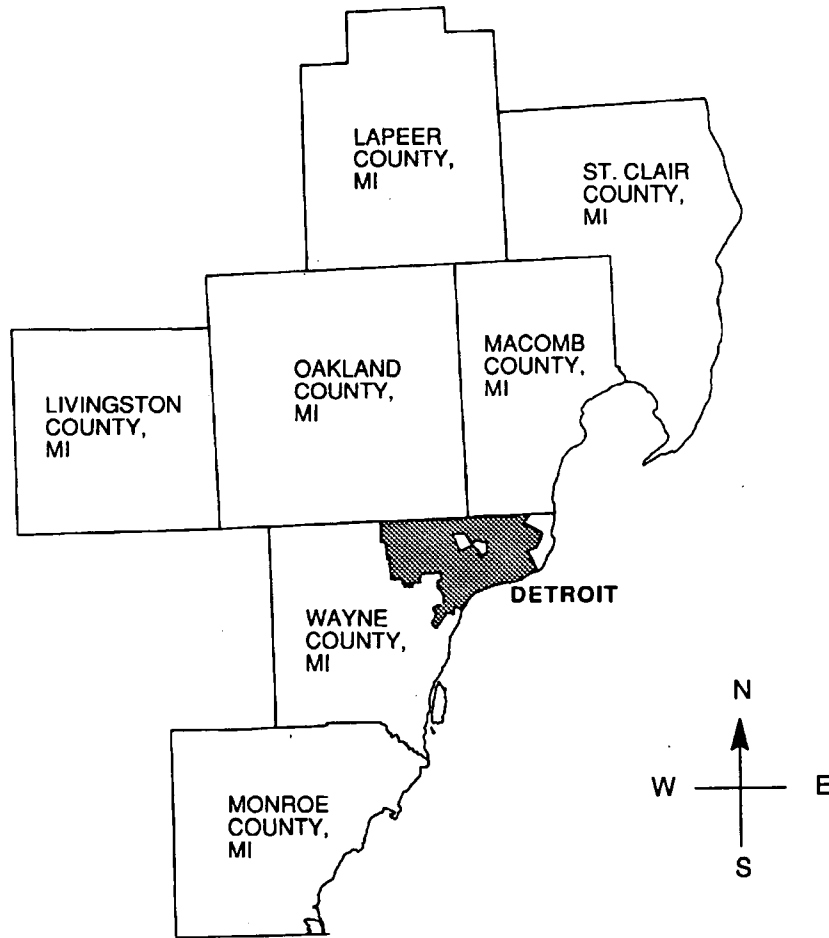 LAPEER
COUNTY,
MI
ST. CLAIR
COUNTY,
MI
MACOMB
COUNTY,
MI
OAKLAND
COUNTY,
MI
LIVINGSTON
COUNTY,
MI
DETROIT
WAYNE
COUNTY,
MI
MONROE
COUNTY,
MI
N
W
E
S